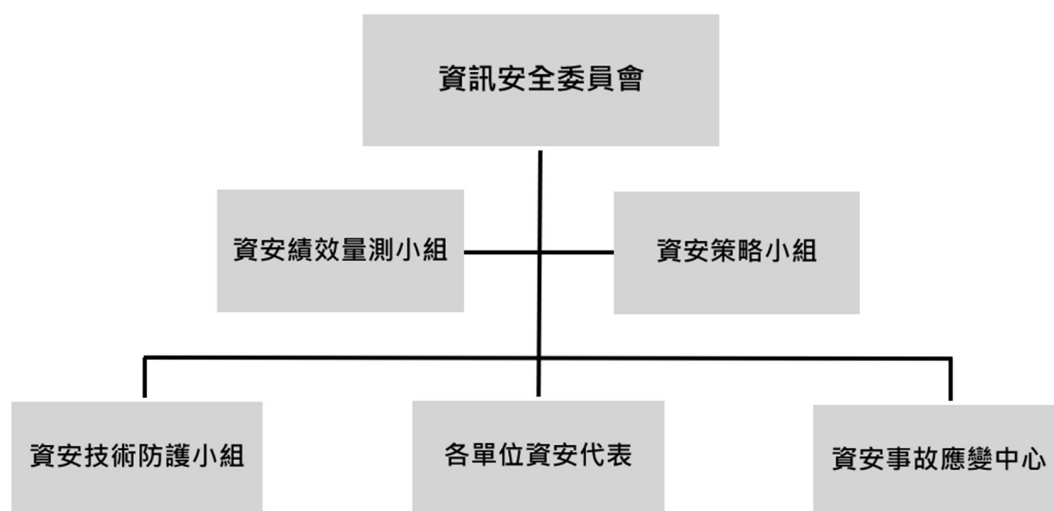 資訊安全委員會
資安績效量測小組
資安策略小組
資安技術防護小組
各單位資安代表
資安事故應變中心